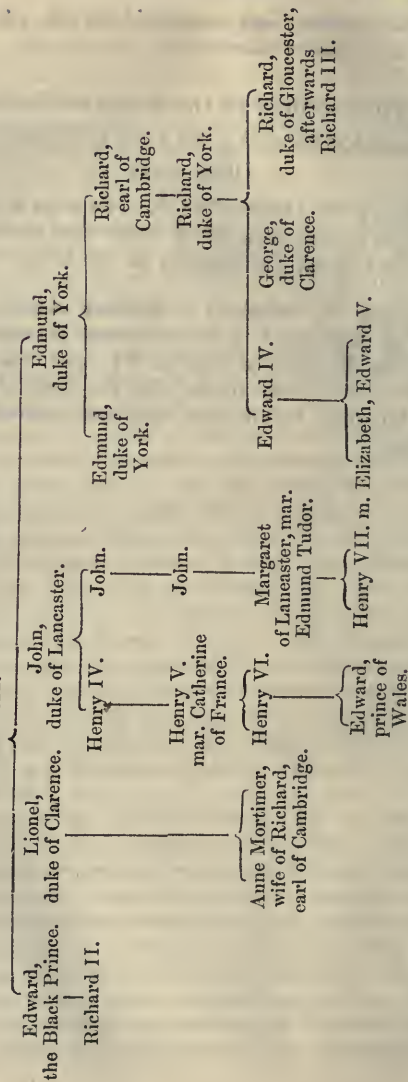 Edward,
the Black Prince.
Richard II.
Lionel,
duke of Clarence.
Anne Mortimer,
wife of Richard,
earl of Cambridge.
John,
duke of Lancaster.
Henry IV.
John.
Henry V.
mar. Catherine
of France.
John.
Henry VI.
Margaret
of Lancaster, mar.
Edmund Tudor.
Edward,
prince of
Wales.
Henry VII. m. Elizabeth, Edward V.
Edmund,
duke of York.
Edmund,
duke of
York.
Richard,
earl of
Cambridge.
Richard,
duke of York.
Edward IV.
George,
duke of
Clarence.
Richard,
duke of Gloucester,
afterwards
Richard III.